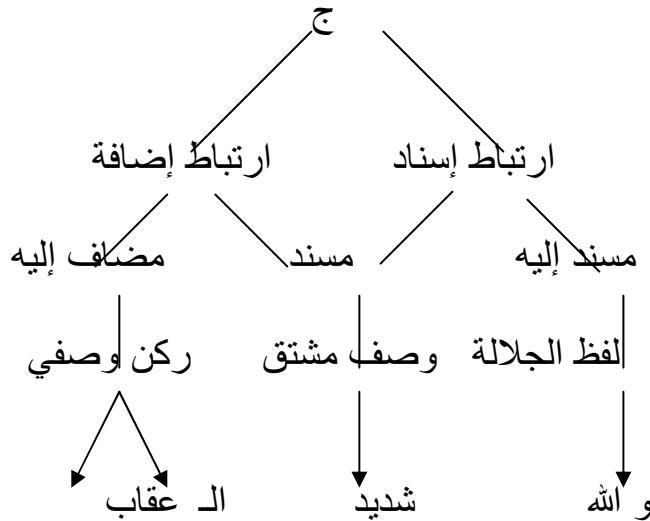 ج
ارتباط إسناد ارتباط إضافة
مسند إليه مسند مضاف إليه
لفظ الجلالة وصف مشتق ركن وصفي
و الله شديد الـ عقاب